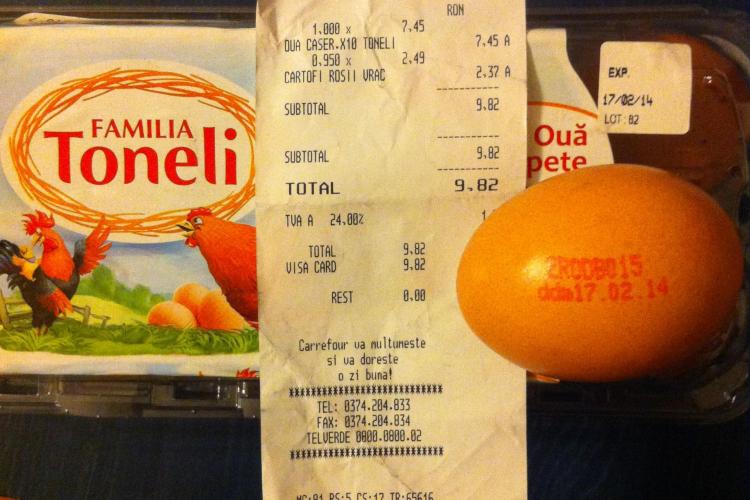 FAMILIA
Toneli
RON
1.000 x 7.45
OUA CASER.X10 TONELI 7.45 A
0.950 x 2.49
CARTOFI ROSII VRAC 2.37 A
SUBTOTAL 9.82
SUBTOTAL 9.82
TOTAL 9.82
TVA A 24.00%
TOTAL 9.82
VISA CARD 9.82
REST 0.00
Carrefour va multumeste
si va doreste
o zi buna!
TEL: 0374.204.833
FAX: 0374.204.834
TELVERDE 0800.0800.02
Ouă
EXP.
17/02/14
LOT: 82
2RODB015
ddm17.02.14